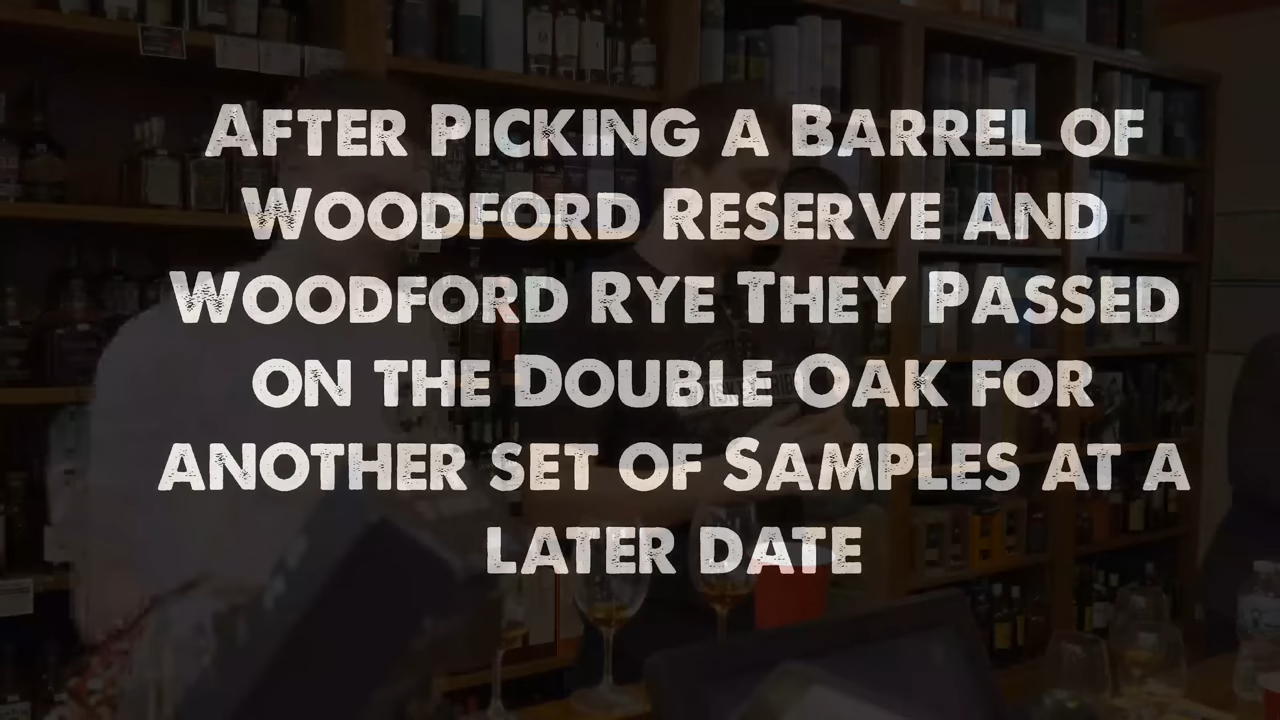 After Picking a Barrel of
Woodford Reserve and
Woodford Rye They Passed
on the Double Oak for
another set of Samples at a
later date